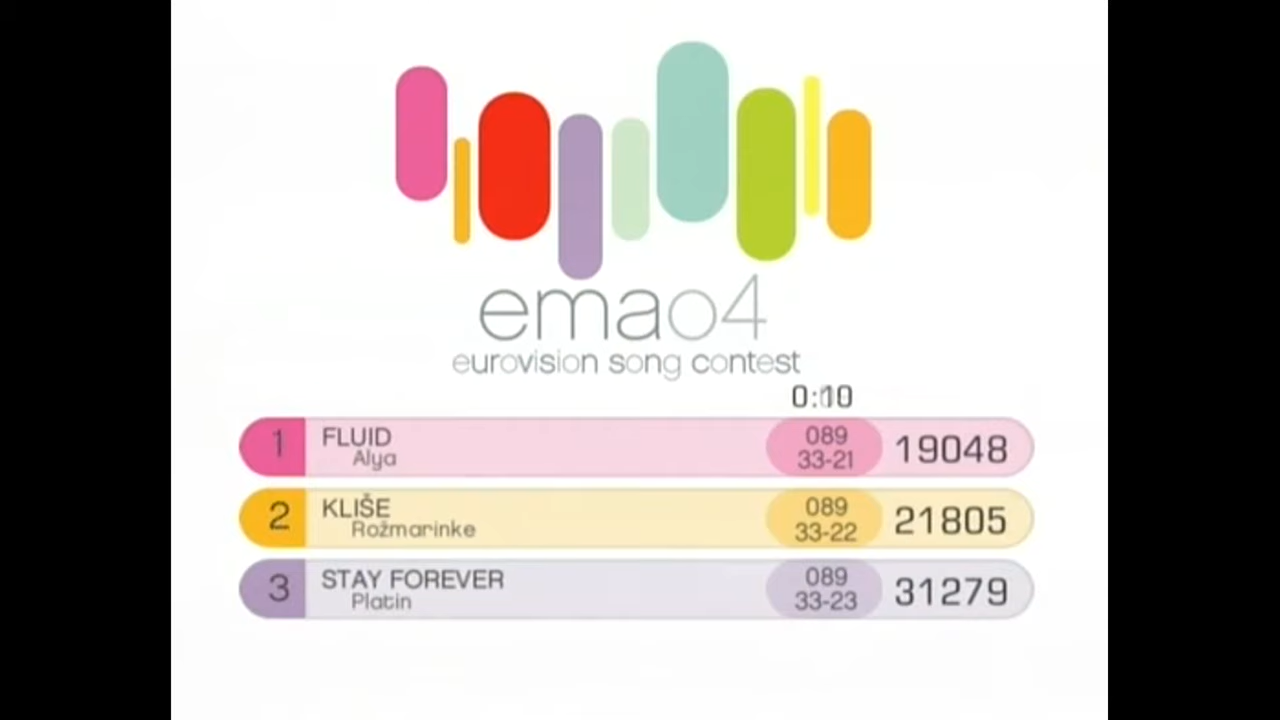 emao4
eurovision song contest
0:10
1 FLUID 089 19048
Alya 33-21
2 KLIŠE 089 21805
Rožmarinke 33-22
3 STAY FOREVER 089 31279
Platin 33-23